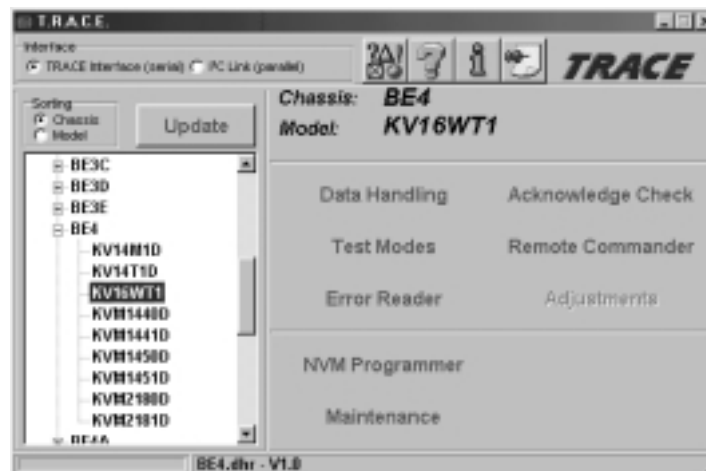 T.R.A.C.E.
Interface
TRACE Interface (serial) I²C Link (parallel)
TRACE
Sorting
Chassis
Model
Update
Chassis: BE4
Model: KV16WT1
BE3C
BE3D
BE3E
BE4
KV14M1D
KV14T1D
KV16WT1
KVM1440D
KVM1441D
KVM1450D
KVM1451D
KVM2180D
KVM2181D
BE4A
Data Handling Acknowledge Check
Test Modes Remote Commander
Error Reader Adjustments
NVM Programmer
Maintenance
BE4.dhr - V1.0